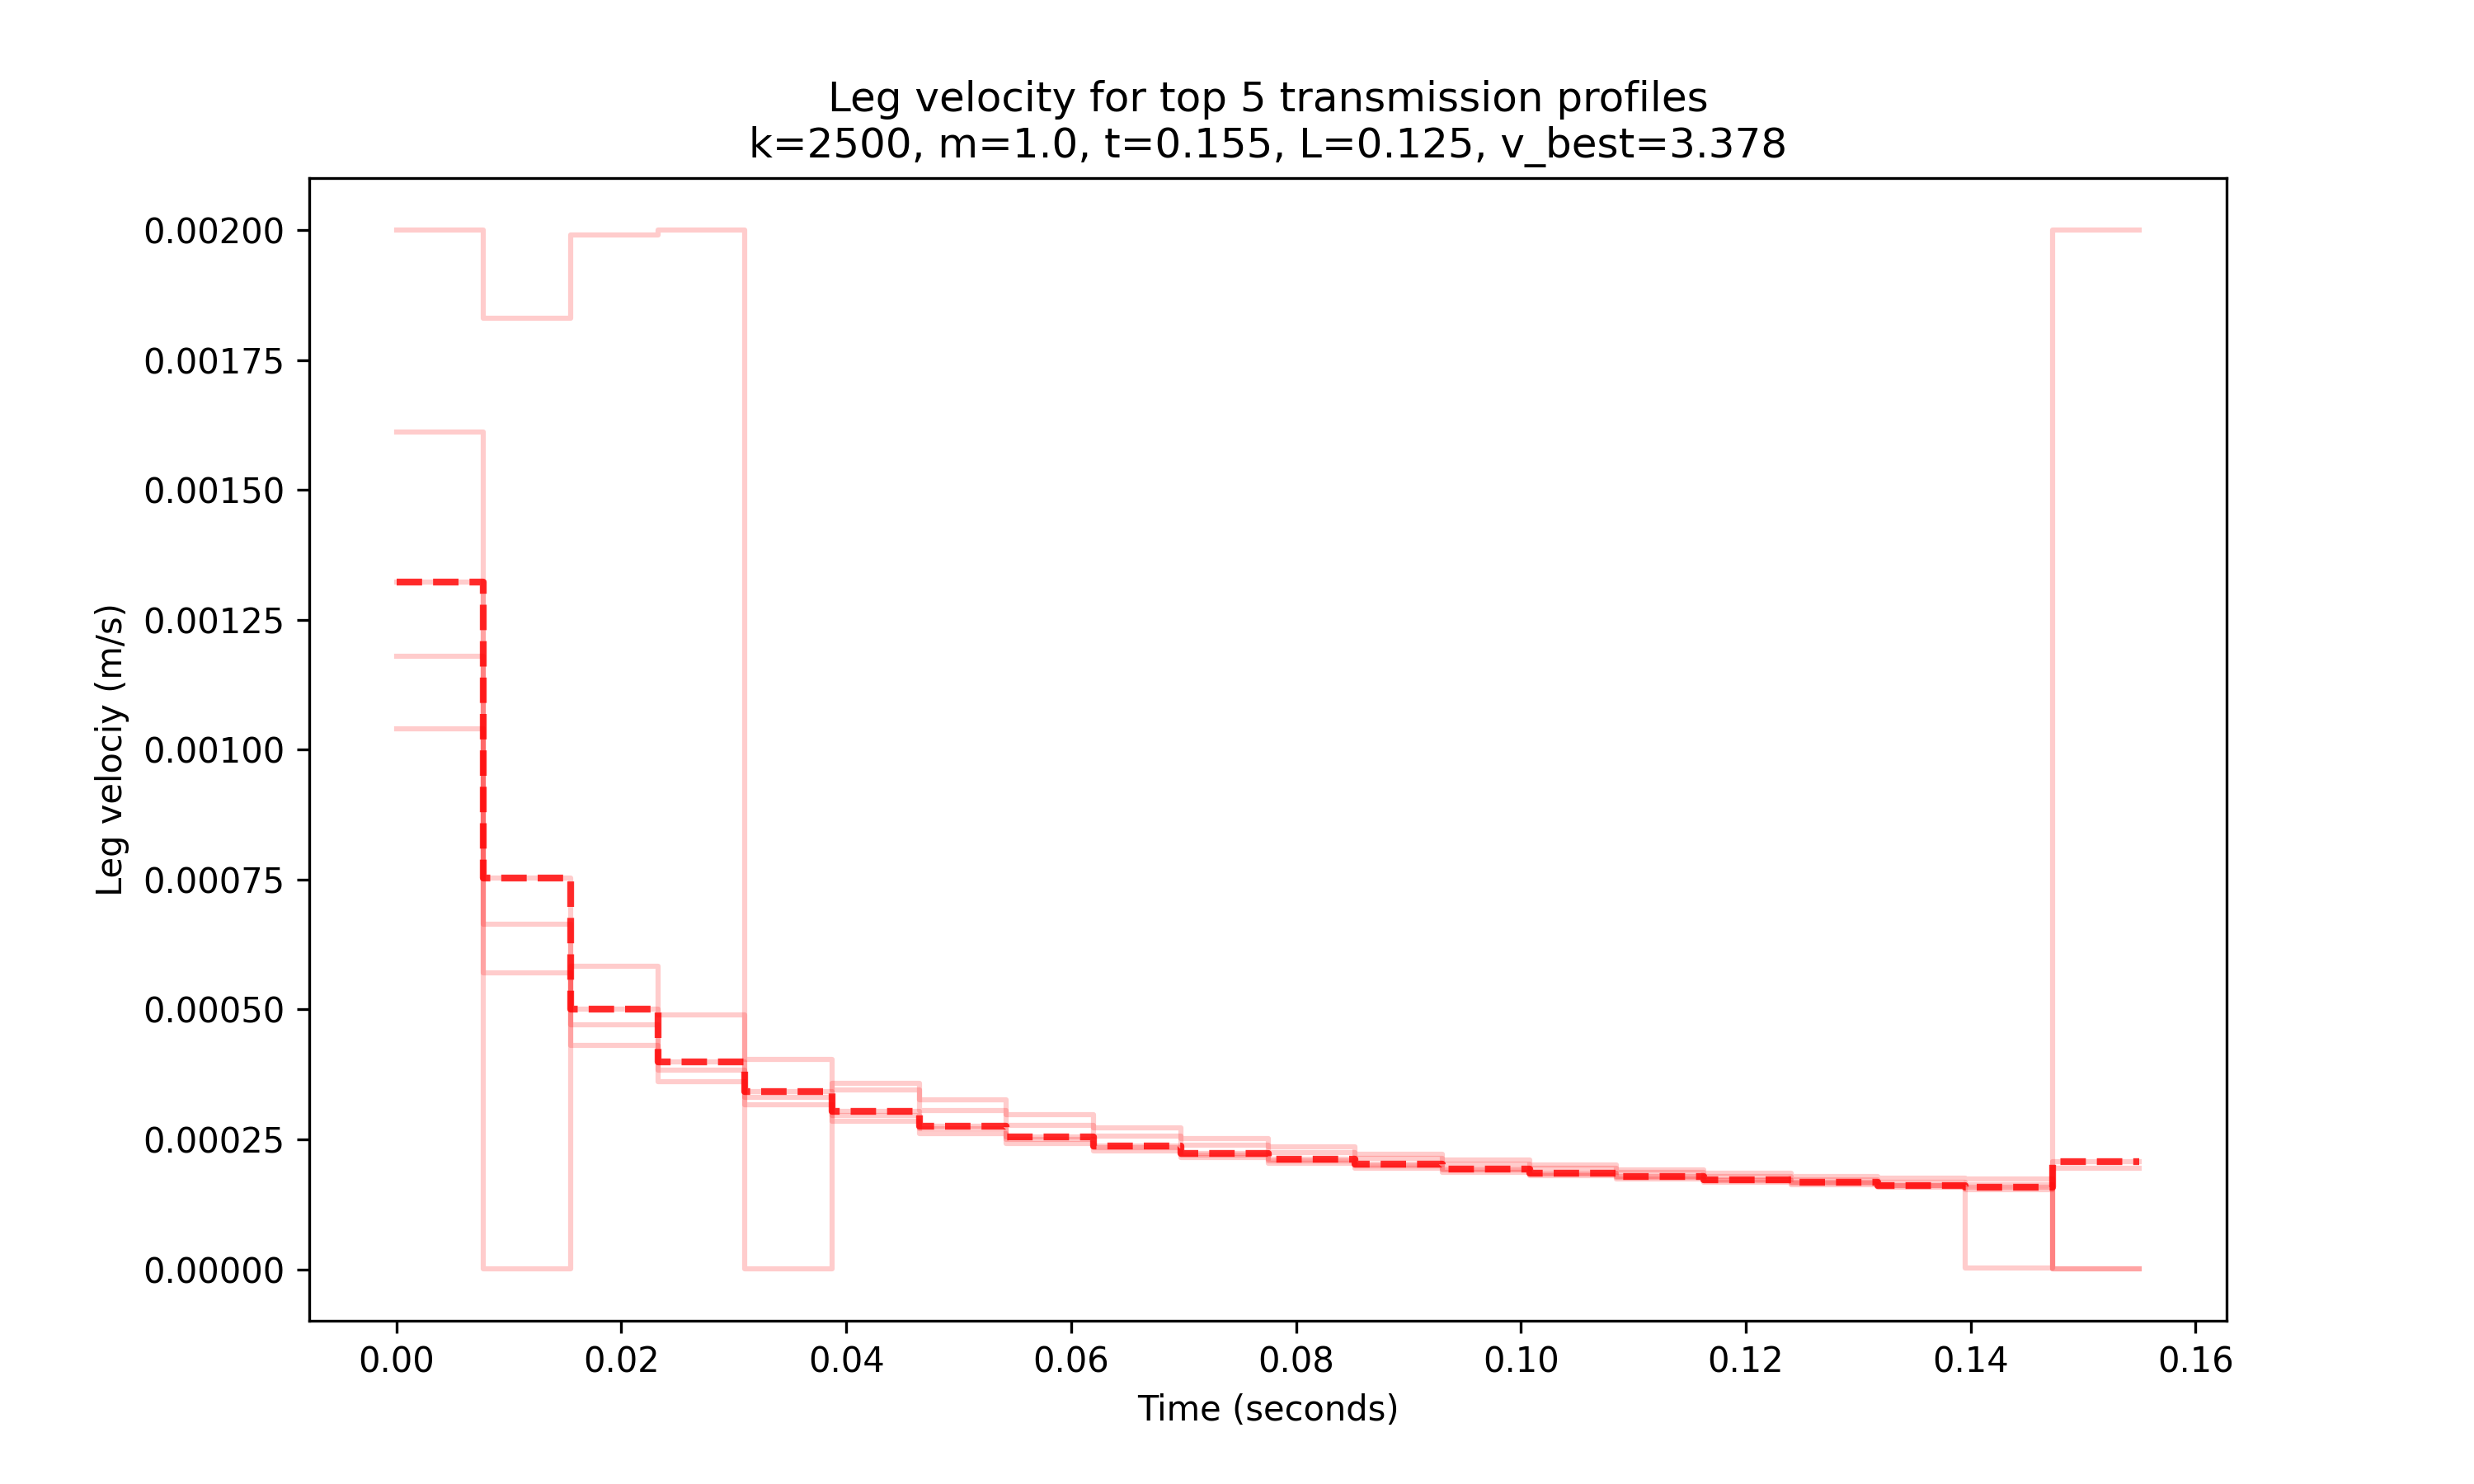 Leg velocity for top 5 transmission profiles
k=2500, m=1.0, t=0.155, L=0.125, v_best=3.378
Leg velociy (m/s)
0.00200
0.00175
0.00150
0.00125
0.00100
0.00075
0.00050
0.00025
0.00000
0.00 0.02 0.04 0.06 0.08 0.10 0.12 0.14 0.16
Time (seconds)